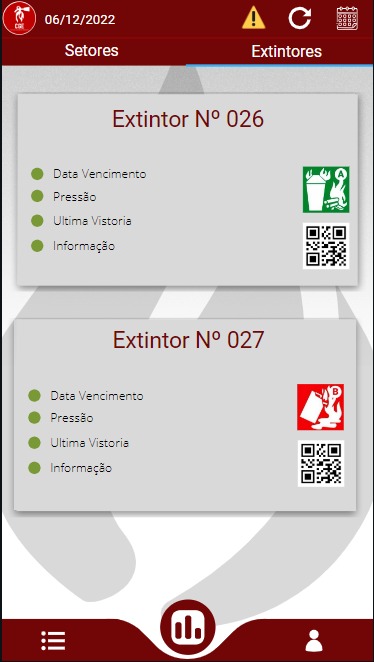 06/12/2022
Setores
Extintores
Extintor Nº 026
Data Vencimento
A
Pressão
Ultima Vistoria
Informação
Extintor Nº 027
Data Vencimento
B
Pressão
Ultima Vistoria
Informação